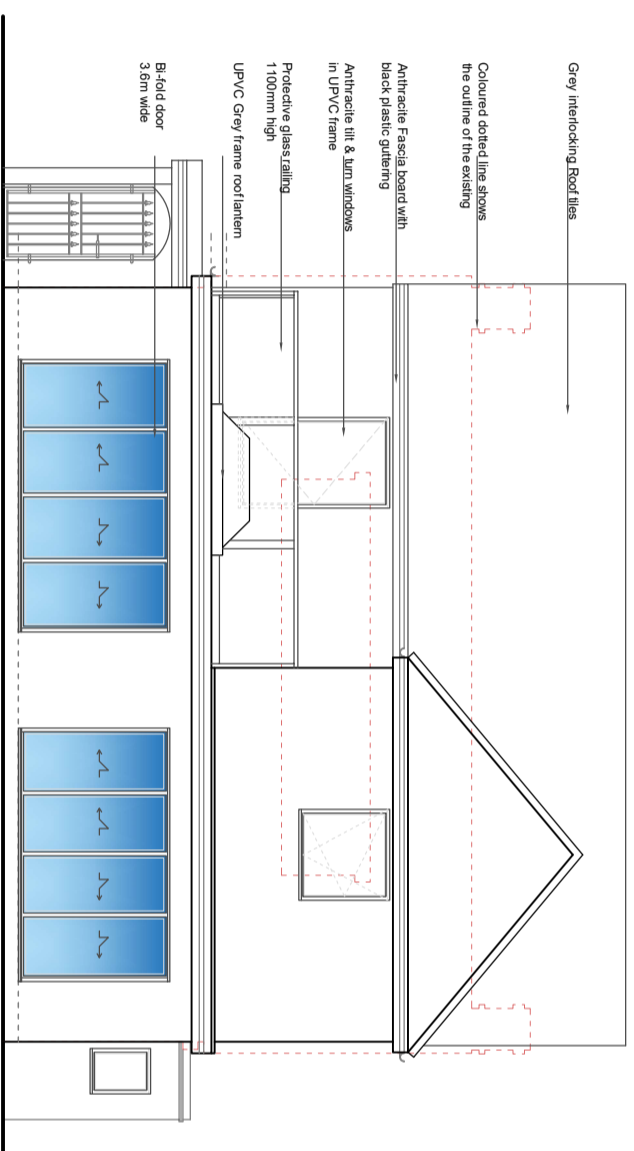 Grey interlocking Roof tiles
Coloured dotted line shows
the outline of the existing
Anthracite Fascia board with
black plastic guttering
Anthracite tilt & turn windows
in UPVC frame
Protective glass railing
1100mm high
UPVC Grey frame roof lantern
Bi-fold door
3.6m wide